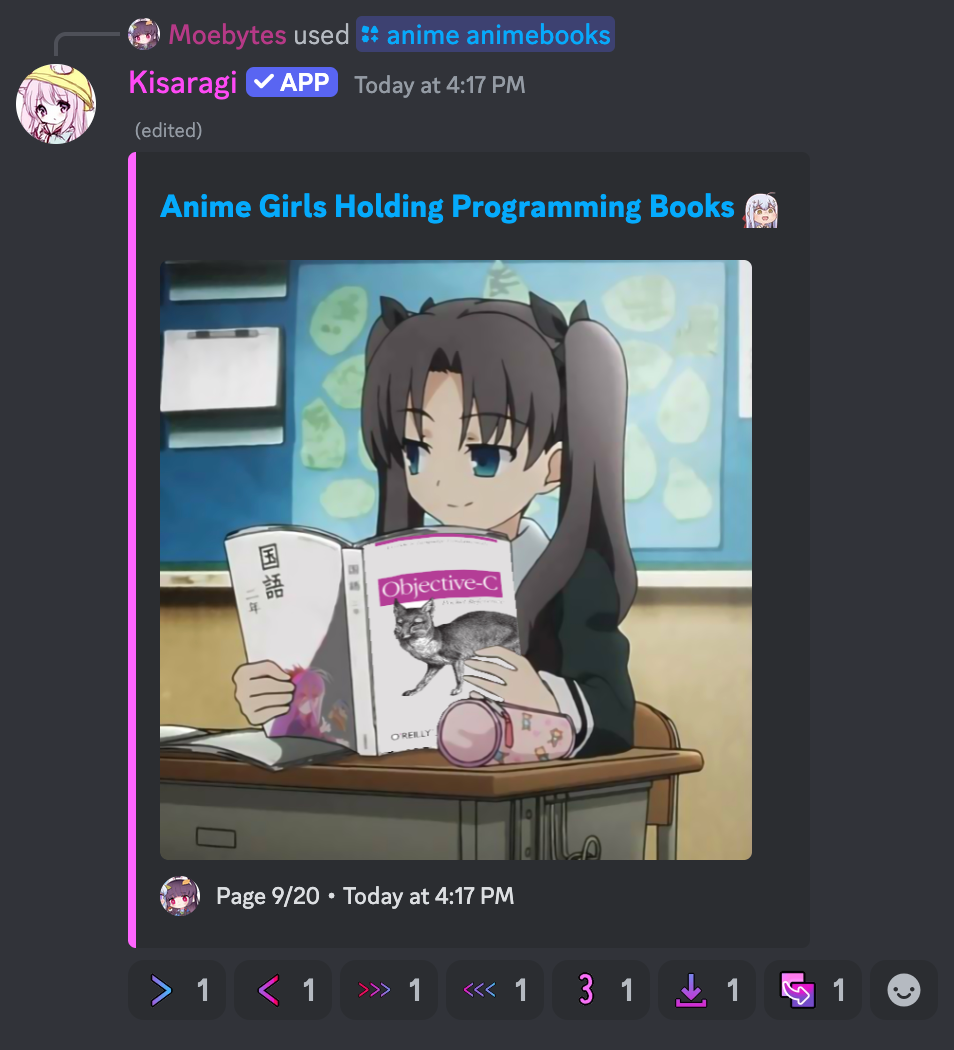 Moebytes used anime animebooks
Kisaragi APP Today at 4:17 PM
(edited)
Anime Girls Holding Programming Books
国語
二年
国語
二年
Objective-C
O'REILLY
Page 9/20 • Today at 4:17 PM
1 1 1 1 3 1 1 1